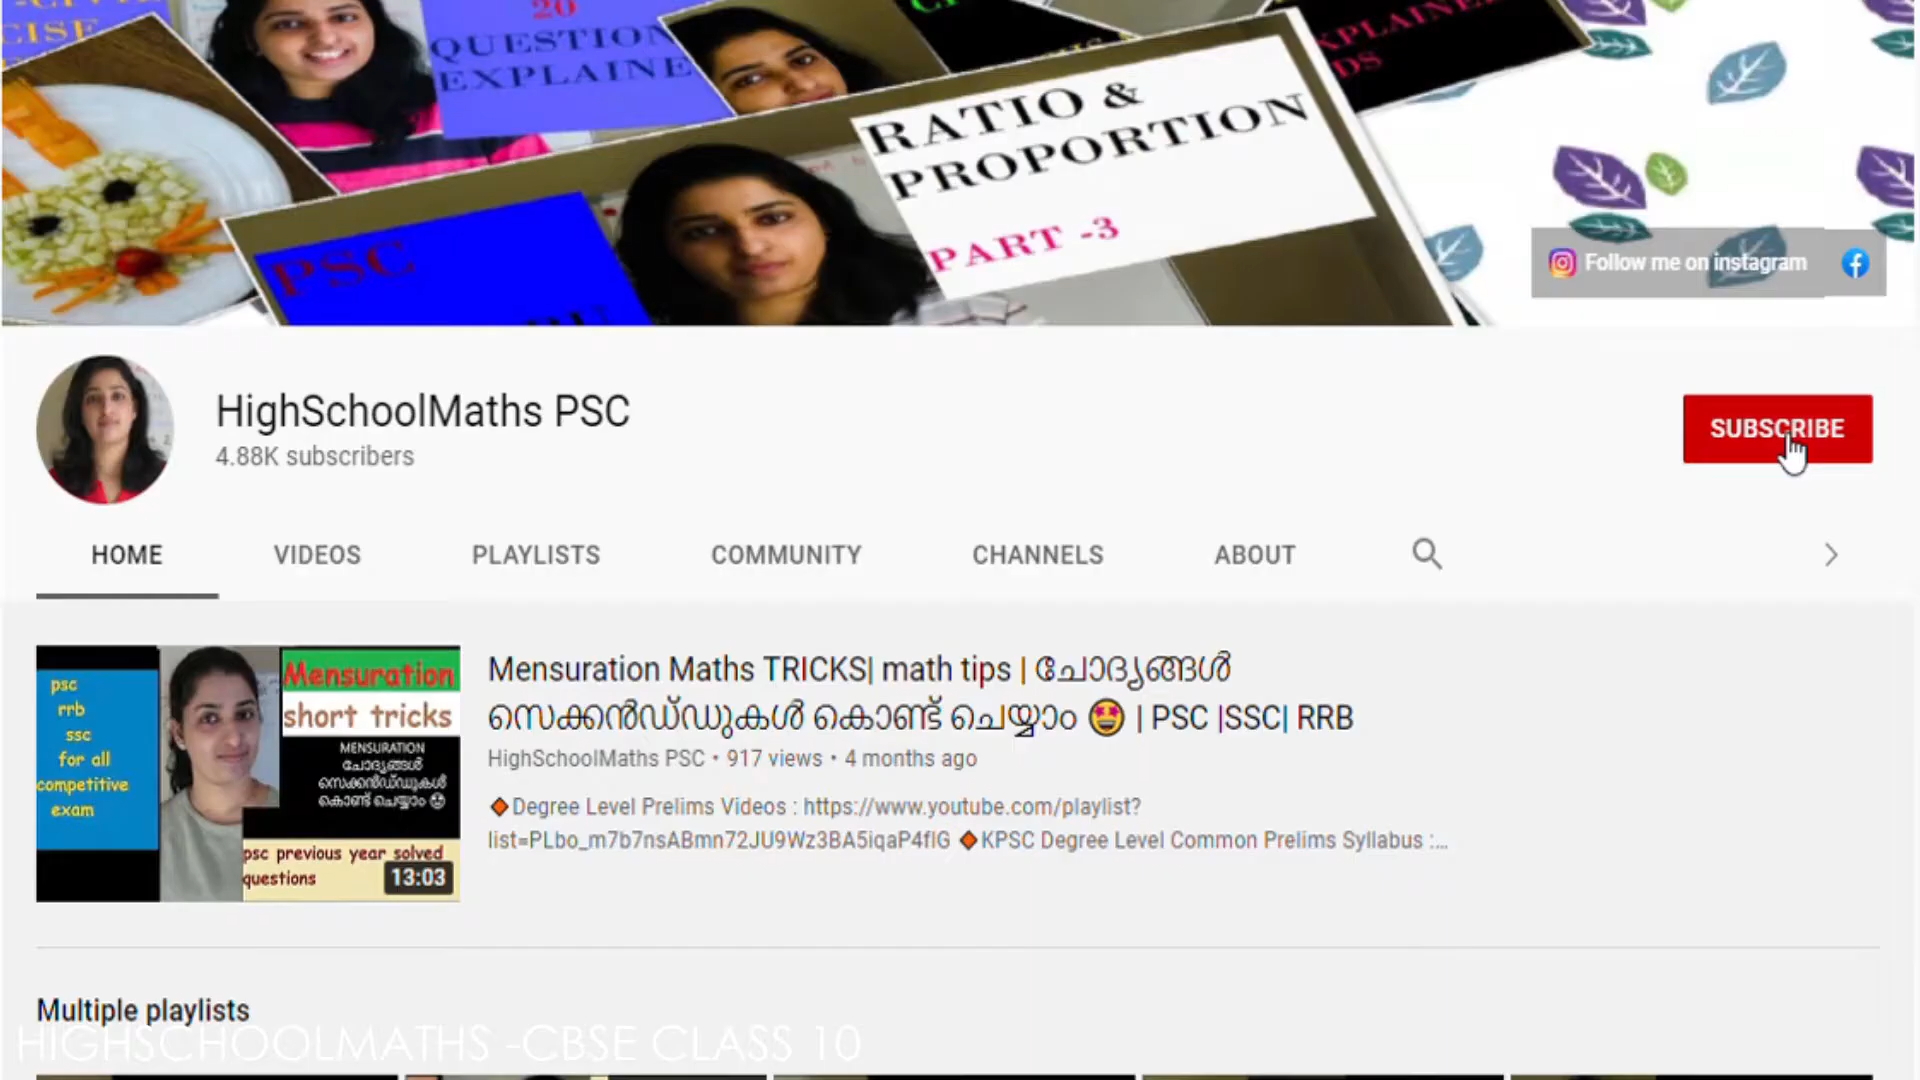 CISE
20
QUESTION
EXPLAINE
XPLAINE
DS
RATIO &
PROPORTION
PART -3
PSC
Follow me on instagram
HighSchoolMaths PSC
4.88K subscribers
SUBSCRIBE
HOME VIDEOS PLAYLISTS COMMUNITY CHANNELS ABOUT
Mensuration
short tricks
psc
rrb
ssc
for all
competitive
exam
MENSURATION
ചോദ്യങ്ങൾ
സെക്കൻഡ്ഡുകൾ
കൊണ്ട് ചെയ്യാം 🤩
psc previous year solved
questions
13:03
Mensuration Maths TRICKS| math tips | ചോദ്യങ്ങൾ
സെക്കൻഡ്ഡുകൾ കൊണ്ട് ചെയ്യാം 🤩 | PSC |SSC| RRB
HighSchoolMaths PSC • 917 views • 4 months ago
🔶Degree Level Prelims Videos : https://www.youtube.com/playlist?
list=PLbo_m7b7nsABmn72JU9Wz3BA5iqaP4fIG 🔶KPSC Degree Level Common Prelims Syllabus :...
Multiple playlists
HIGHSCHOOLMATHS -CBSE CLASS 10